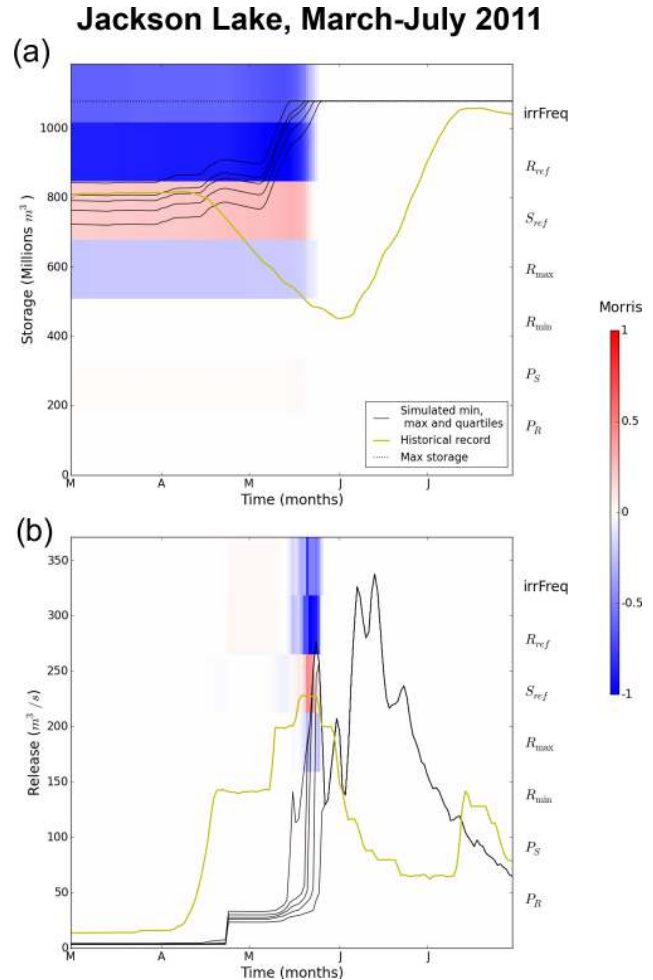 Jackson Lake, March-July 2011
(a)
1000
800
600
400
200
0
Storage (Millions m³)
M A M J J
Time (months)
irrFreq
R_ref
S_ref
R_max
R_min
P_S
P_R
Simulated min,
max and quartiles
Historical record
Max storage
Morris
1
0.5
0
-0.5
-1
(b)
350
300
250
200
150
100
50
0
Release (m³/s)
M A M J J
Time (months)
irrFreq
R_ref
S_ref
R_max
R_min
P_S
P_R